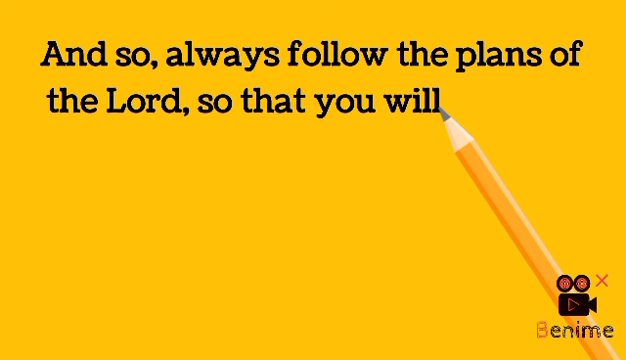 And so, always follow the plans of
the Lord, so that you will
Benime